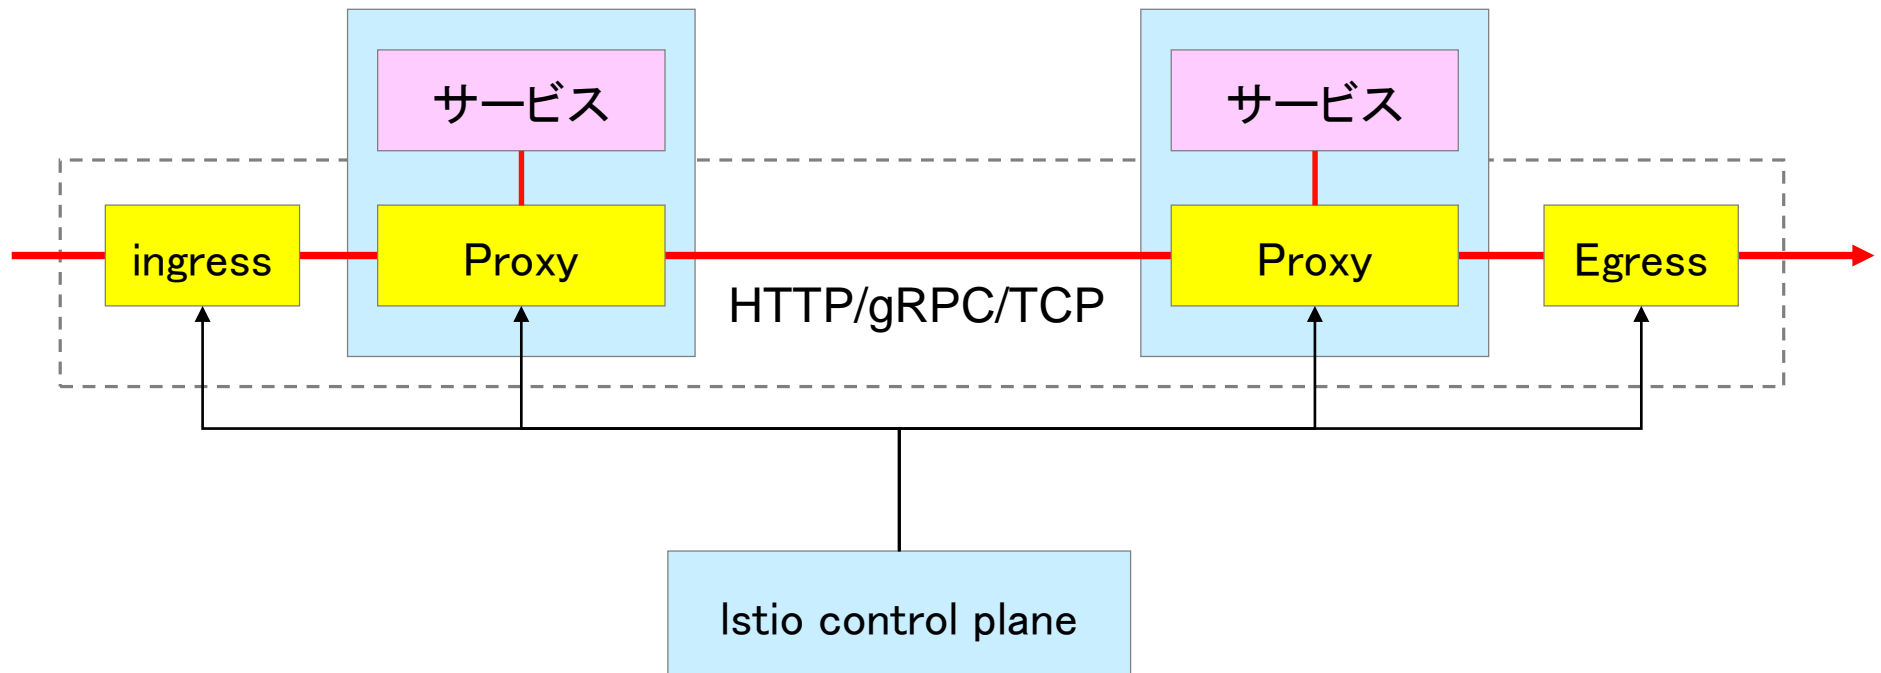 サービス
サービス
ingress
Proxy
Proxy
Egress
HTTP/gRPC/TCP
Istio control plane